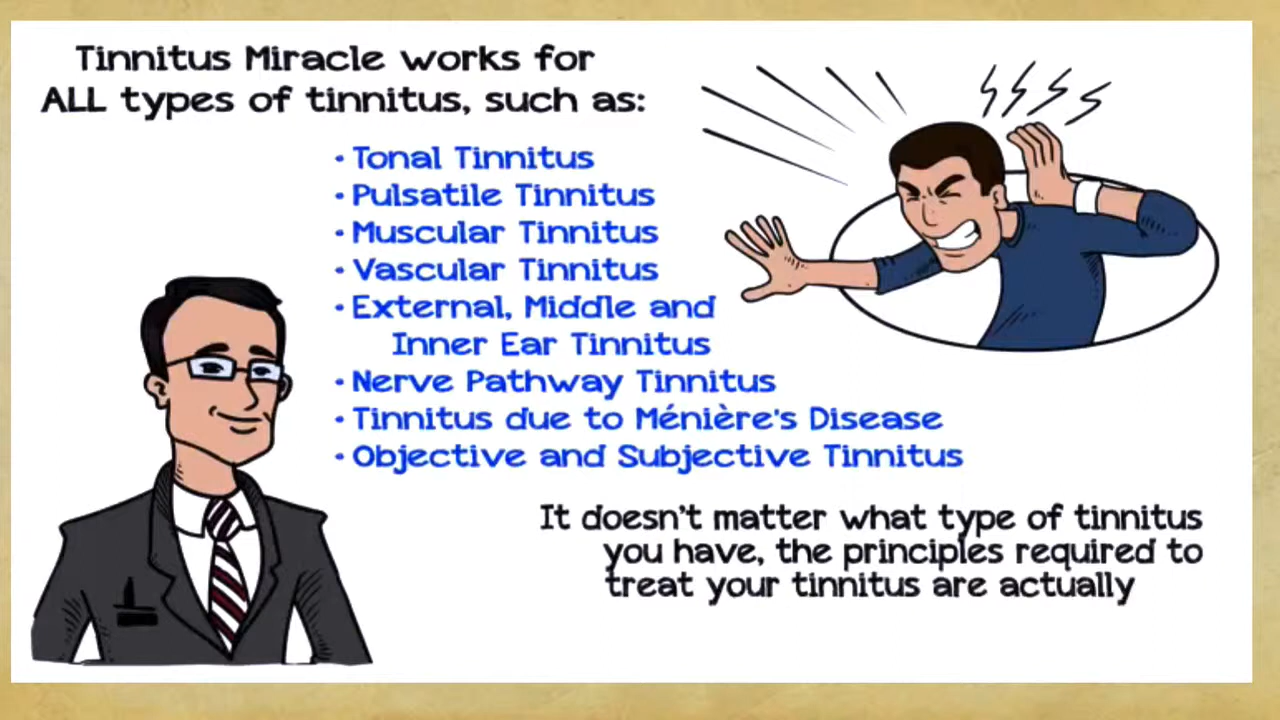 Tinnitus Miracle works for
ALL types of tinnitus, such as:
• Tonal Tinnitus
• Pulsatile Tinnitus
• Muscular Tinnitus
• Vascular Tinnitus
• External, Middle and
Inner Ear Tinnitus
• Nerve Pathway Tinnitus
• Tinnitus due to Ménière's Disease
• Objective and Subjective Tinnitus
It doesn't matter what type of tinnitus
you have, the principles required to
treat your tinnitus are actually